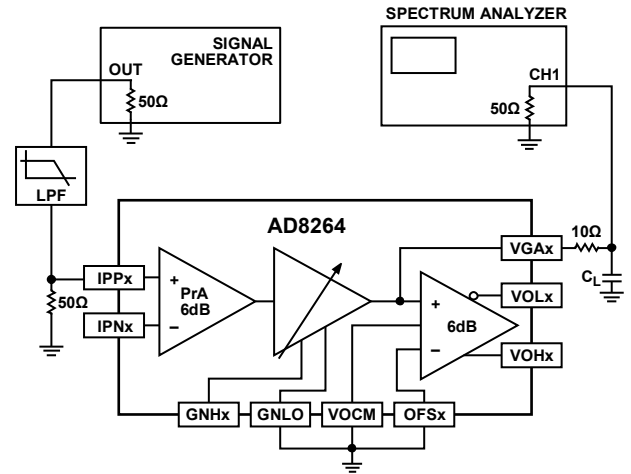 SPECTRUM ANALYZER
SIGNAL
GENERATOR
OUT
50Ω
CH1
50Ω
LPF
AD8264
10Ω
VGAx
IPPx
+
PrA
6dB
−
50Ω
IPNx
+
6dB
−
CL
VOLx
VOHx
GNHx
GNLO
VOCM
OFSx